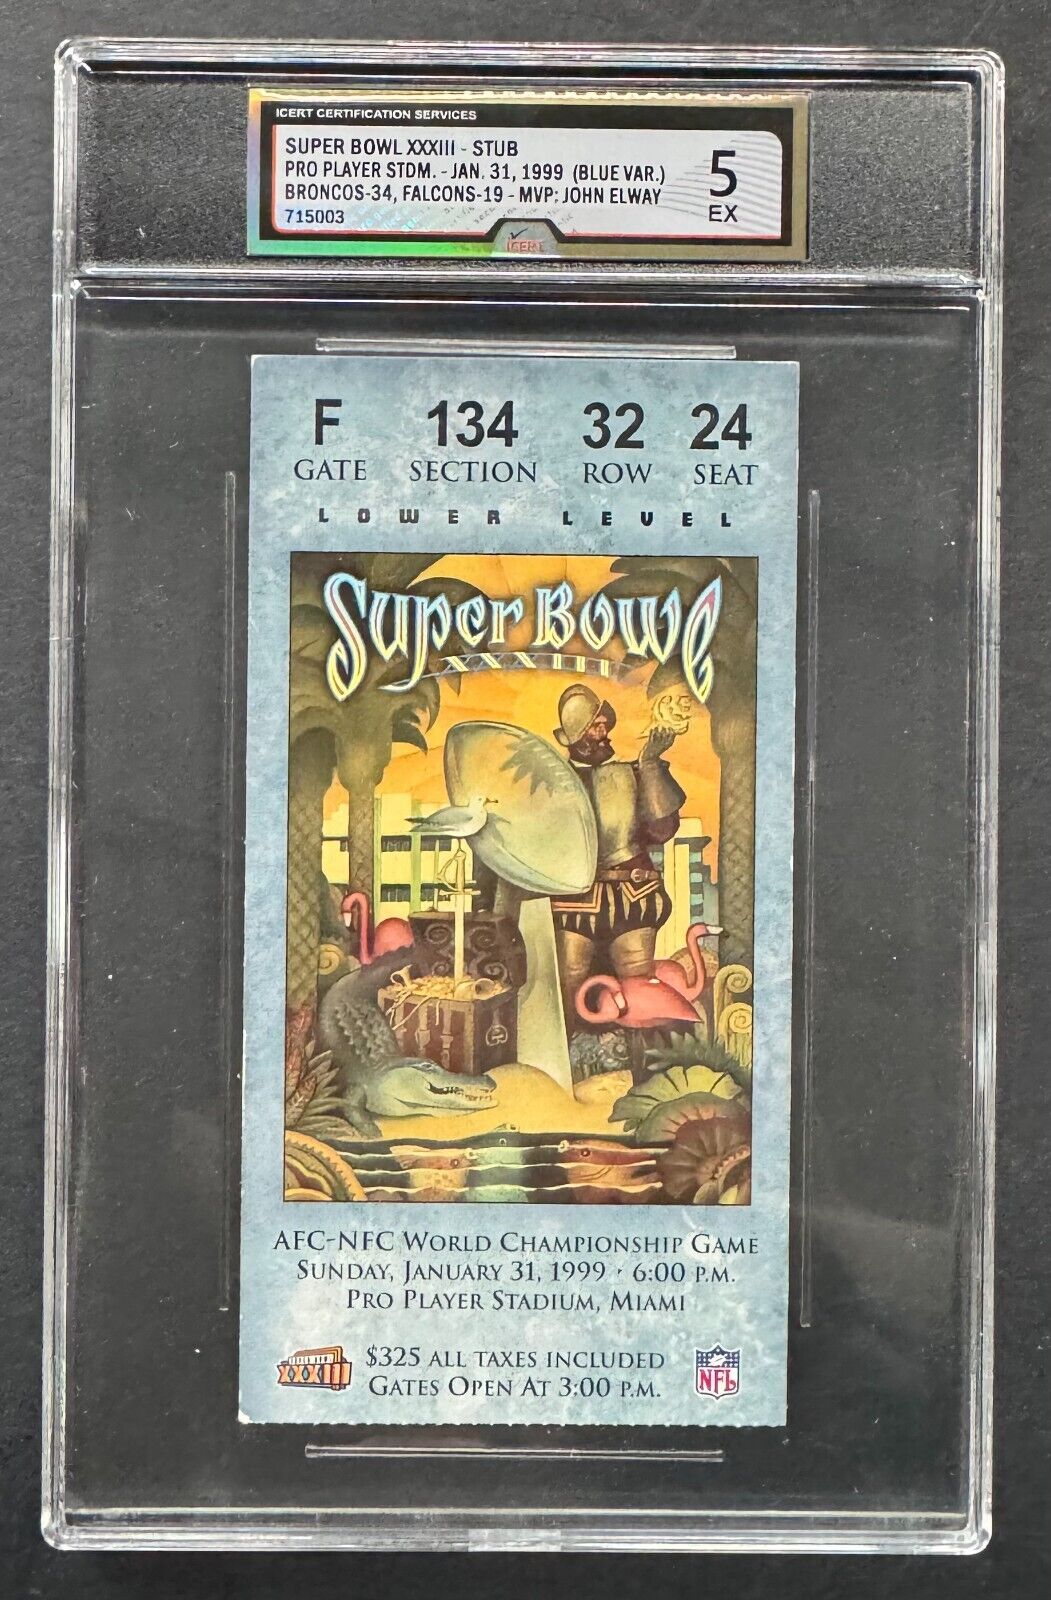 ICERT CERTIFICATION SERVICES
SUPER BOWL XXXIII - STUB
PRO PLAYER STDM. - JAN. 31, 1999 (BLUE VAR.)
BRONCOS-34, FALCONS-19 - MVP: JOHN ELWAY
715003
5
EX
ICERT
F 134 32 24
GATE SECTION ROW SEAT
LOWER LEVEL
Super Bowl
XXXIII
AFC-NFC WORLD CHAMPIONSHIP GAME
SUNDAY, JANUARY 31, 1999 · 6:00 P.M.
PRO PLAYER STADIUM, MIAMI
XXXIII
$325 ALL TAXES INCLUDED
GATES OPEN AT 3:00 P.M.
NFL